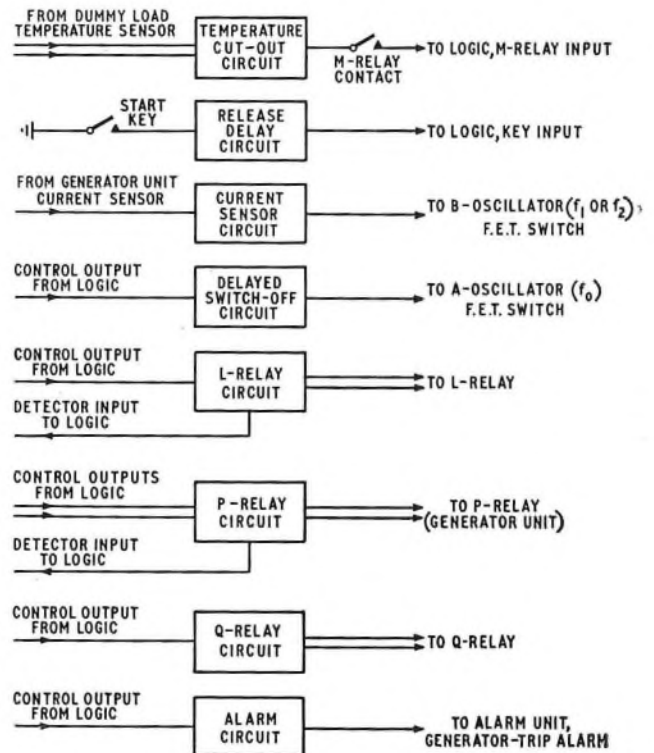 FROM DUMMY LOAD
TEMPERATURE SENSOR
TEMPERATURE
CUT-OUT
CIRCUIT
M-RELAY
CONTACT
TO LOGIC, M-RELAY INPUT
START
KEY
RELEASE
DELAY
CIRCUIT
TO LOGIC, KEY INPUT
FROM GENERATOR UNIT
CURRENT SENSOR
CURRENT
SENSOR
CIRCUIT
TO B-OSCILLATOR (f₁ OR f₂),
F.E.T. SWITCH
CONTROL OUTPUT
FROM LOGIC
DELAYED
SWITCH-OFF
CIRCUIT
TO A-OSCILLATOR (f₀)
F.E.T. SWITCH
CONTROL OUTPUT
FROM LOGIC
L-RELAY
CIRCUIT
TO L-RELAY
DETECTOR INPUT
TO LOGIC
CONTROL OUTPUTS
FROM LOGIC
P-RELAY
CIRCUIT
TO P-RELAY
(GENERATOR UNIT)
DETECTOR INPUT
TO LOGIC
CONTROL OUTPUT
FROM LOGIC
Q-RELAY
CIRCUIT
TO Q-RELAY
CONTROL OUTPUT
FROM LOGIC
ALARM
CIRCUIT
TO ALARM UNIT,
GENERATOR-TRIP ALARM